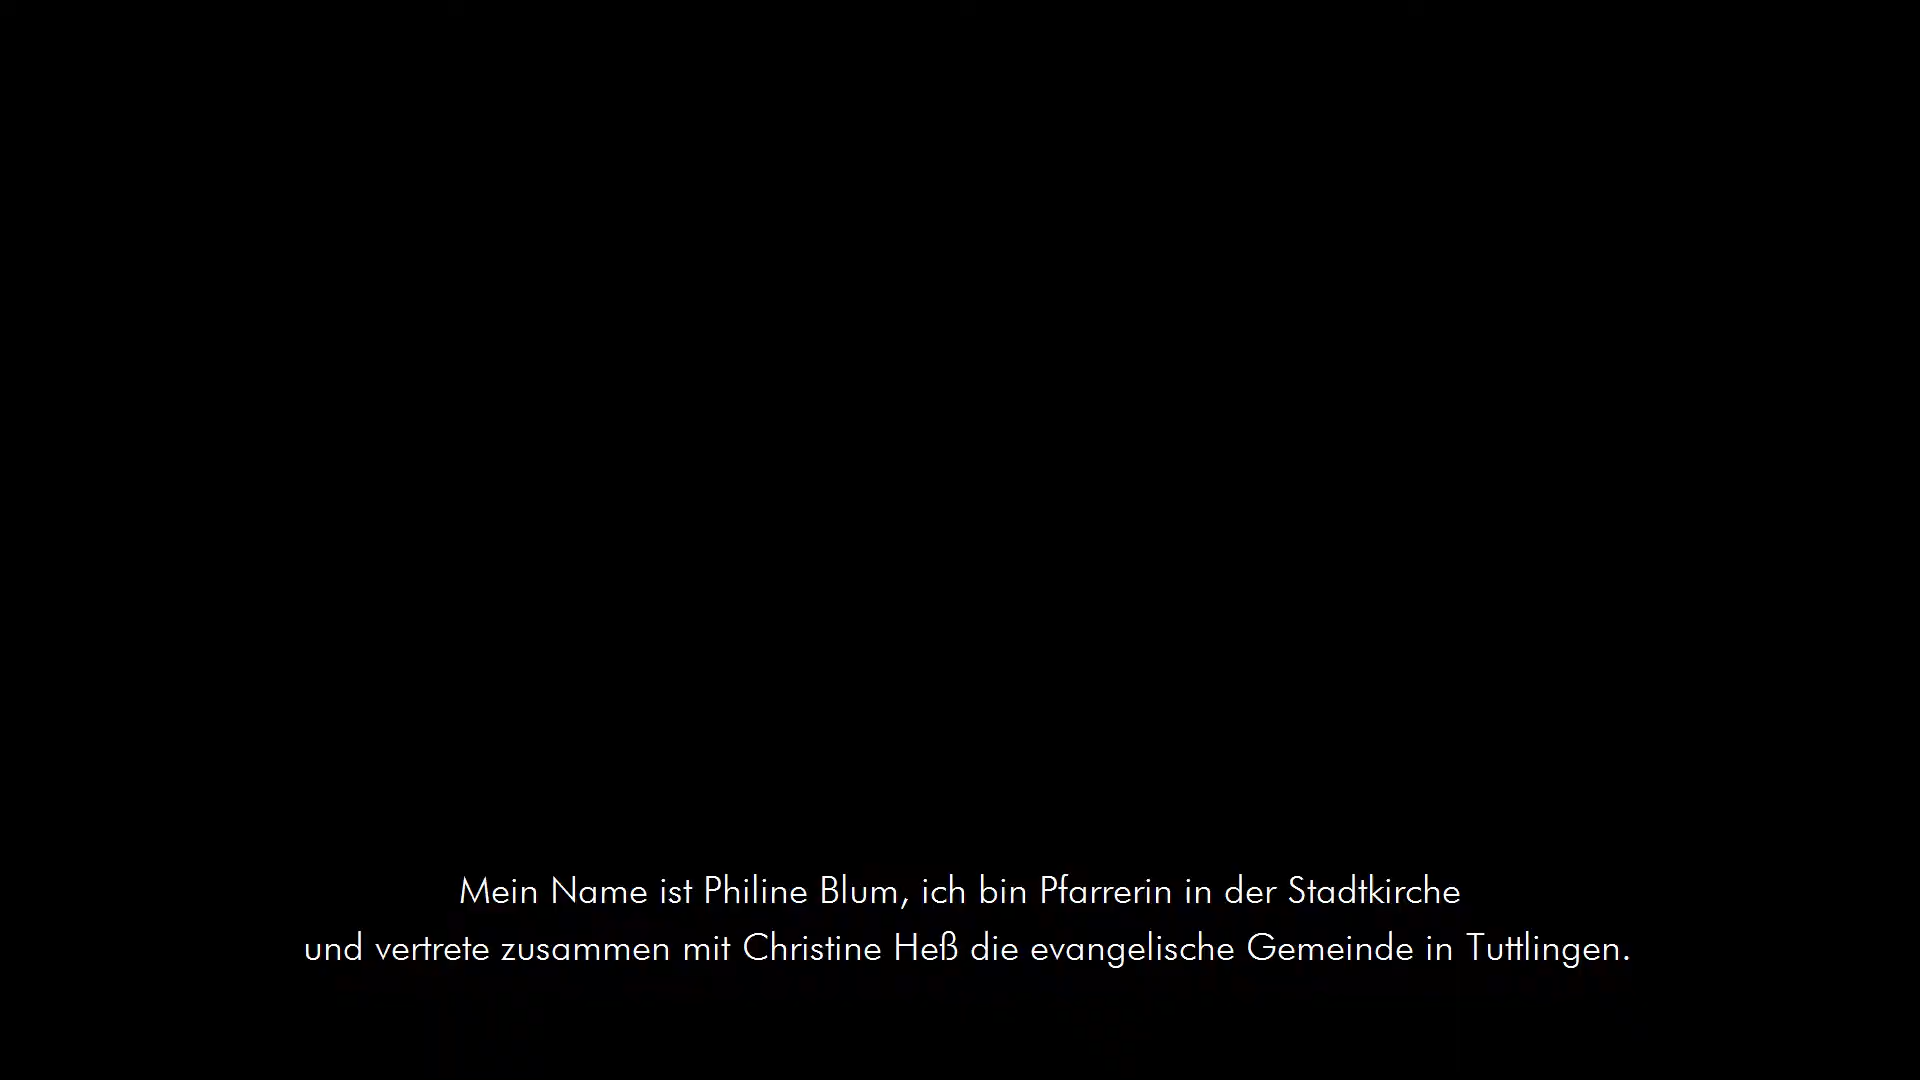 Mein Name ist Philine Blum, ich bin Pfarrerin in der Stadtkirche
und vertrete zusammen mit Christine Heß die evangelische Gemeinde in Tuttlingen.